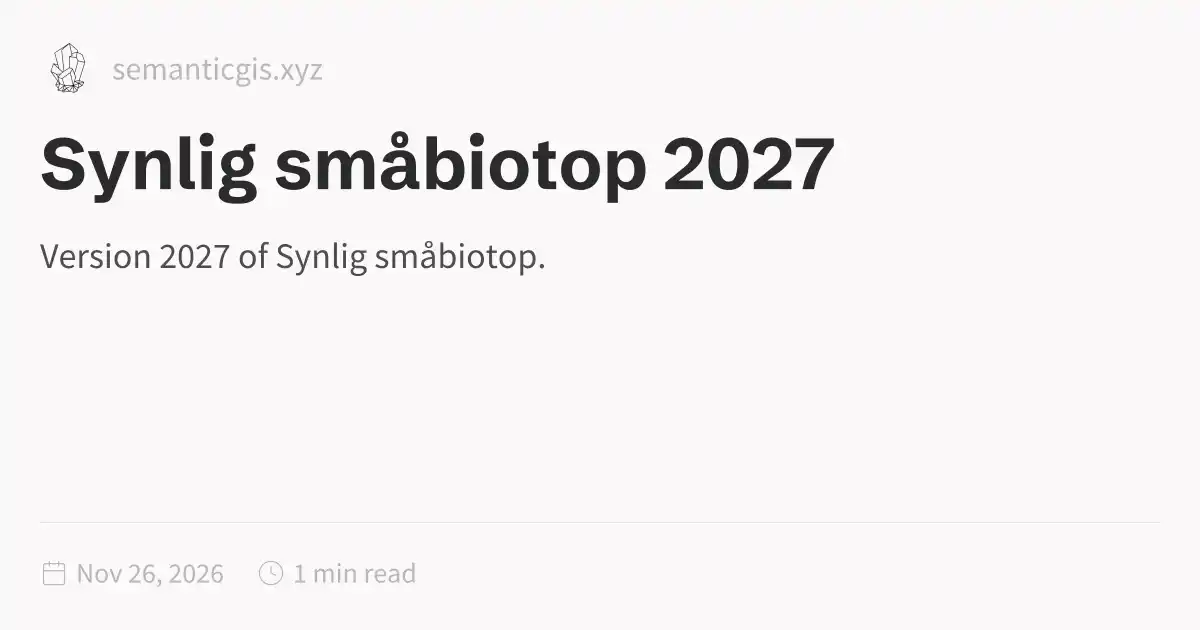 semanticgis.xyz
Synlig småbiotop 2027
Version 2027 of Synlig småbiotop.
Nov 26, 2026
1 min read